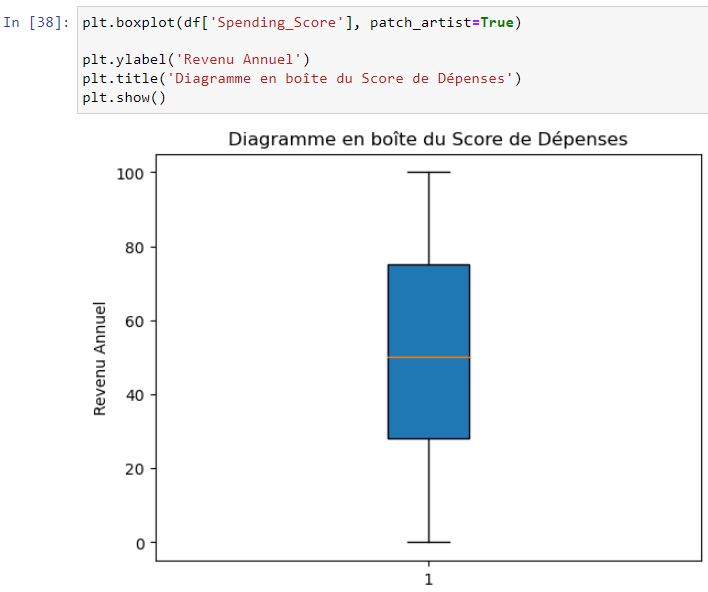 In [38]: plt.boxplot(df['Spending_Score'], patch_artist=True)
plt.ylabel('Revenu Annuel')
plt.title('Diagramme en boîte du Score de Dépenses')
plt.show()
Diagramme en boîte du Score de Dépenses
100
80
60
40
20
0
Revenu Annuel
1